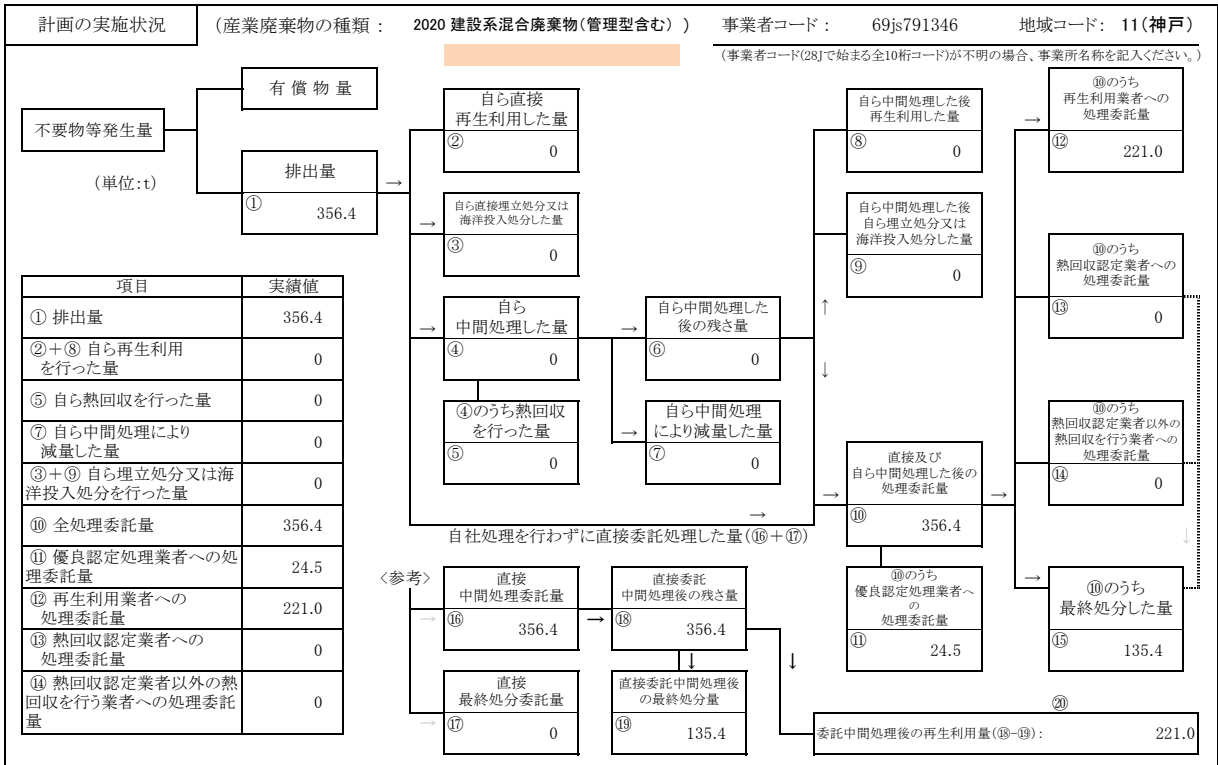 計画の実施状況
(産業廃棄物の種類： 2020 建設系混合廃棄物(管理型含む) )
事業者コード： 69js791346
地域コード： 11(神戸)
(事業者コード(28Jで始まる全10桁コード)が不明の場合、事業所名称を記入ください。)
不要物等発生量
(単位:t)
有 償 物 量
排出量
→
① 356.4
自ら直接
再生利用した量
② 0
→
自ら直接埋立処分又は
海洋投入処分した量
③ 0
→
自ら
中間処理した量
④ 0
④のうち熱回収
を行った量
⑤ 0
→
自ら中間処理した
後の残さ量
⑥ 0
→
自ら中間処理
により減量した量
⑦ 0
自ら中間処理した後
再生利用した量
⑧ 0
自ら中間処理した後
自ら埋立処分又は
海洋投入処分した量
⑨ 0
↑
↓
→
直接及び
自ら中間処理した後の
処理委託量
⑩ 356.4
→
⑩のうち
優良認定処理業者へ
の
処理委託量
⑪ 24.5
→
⑩のうち
再生利用業者への
処理委託量
⑫ 221.0
⑩のうち
熱回収認定業者への
処理委託量
⑬ 0
⑩のうち
熱回収認定業者以外の
熱回収を行う業者への
処理委託量
⑭ 0
↓
→
⑩のうち
最終処分した量
⑮ 135.4
→
自社処理を行わずに直接委託処理した量(⑯+⑰)
項目 実績値
① 排出量 356.4
②+⑧ 自ら再生利用
を行った量 0
⑤ 自ら熱回収を行った量 0
⑦ 自ら中間処理により
減量した量 0
③+⑨ 自ら埋立処分又は海
洋投入処分を行った量 0
⑩ 全処理委託量 356.4
⑪ 優良認定処理業者への処
理委託量 24.5
⑫ 再生利用業者への
処理委託量 221.0
⑬ 熱回収認定業者への
処理委託量 0
⑭ 熱回収認定業者以外の熱
回収を行う業者への処理委託
量 0
〈参考〉
→
直接
中間処理委託量
⑯ 356.4
→
直接委託
中間処理後の残さ量
⑱ 356.4
↓
↓
→
直接
最終処分委託量
⑰ 0
直接委託中間処理後
の最終処分量
⑲ 135.4
⑳
委託中間処理後の再生利用量(⑱-⑲)： 221.0